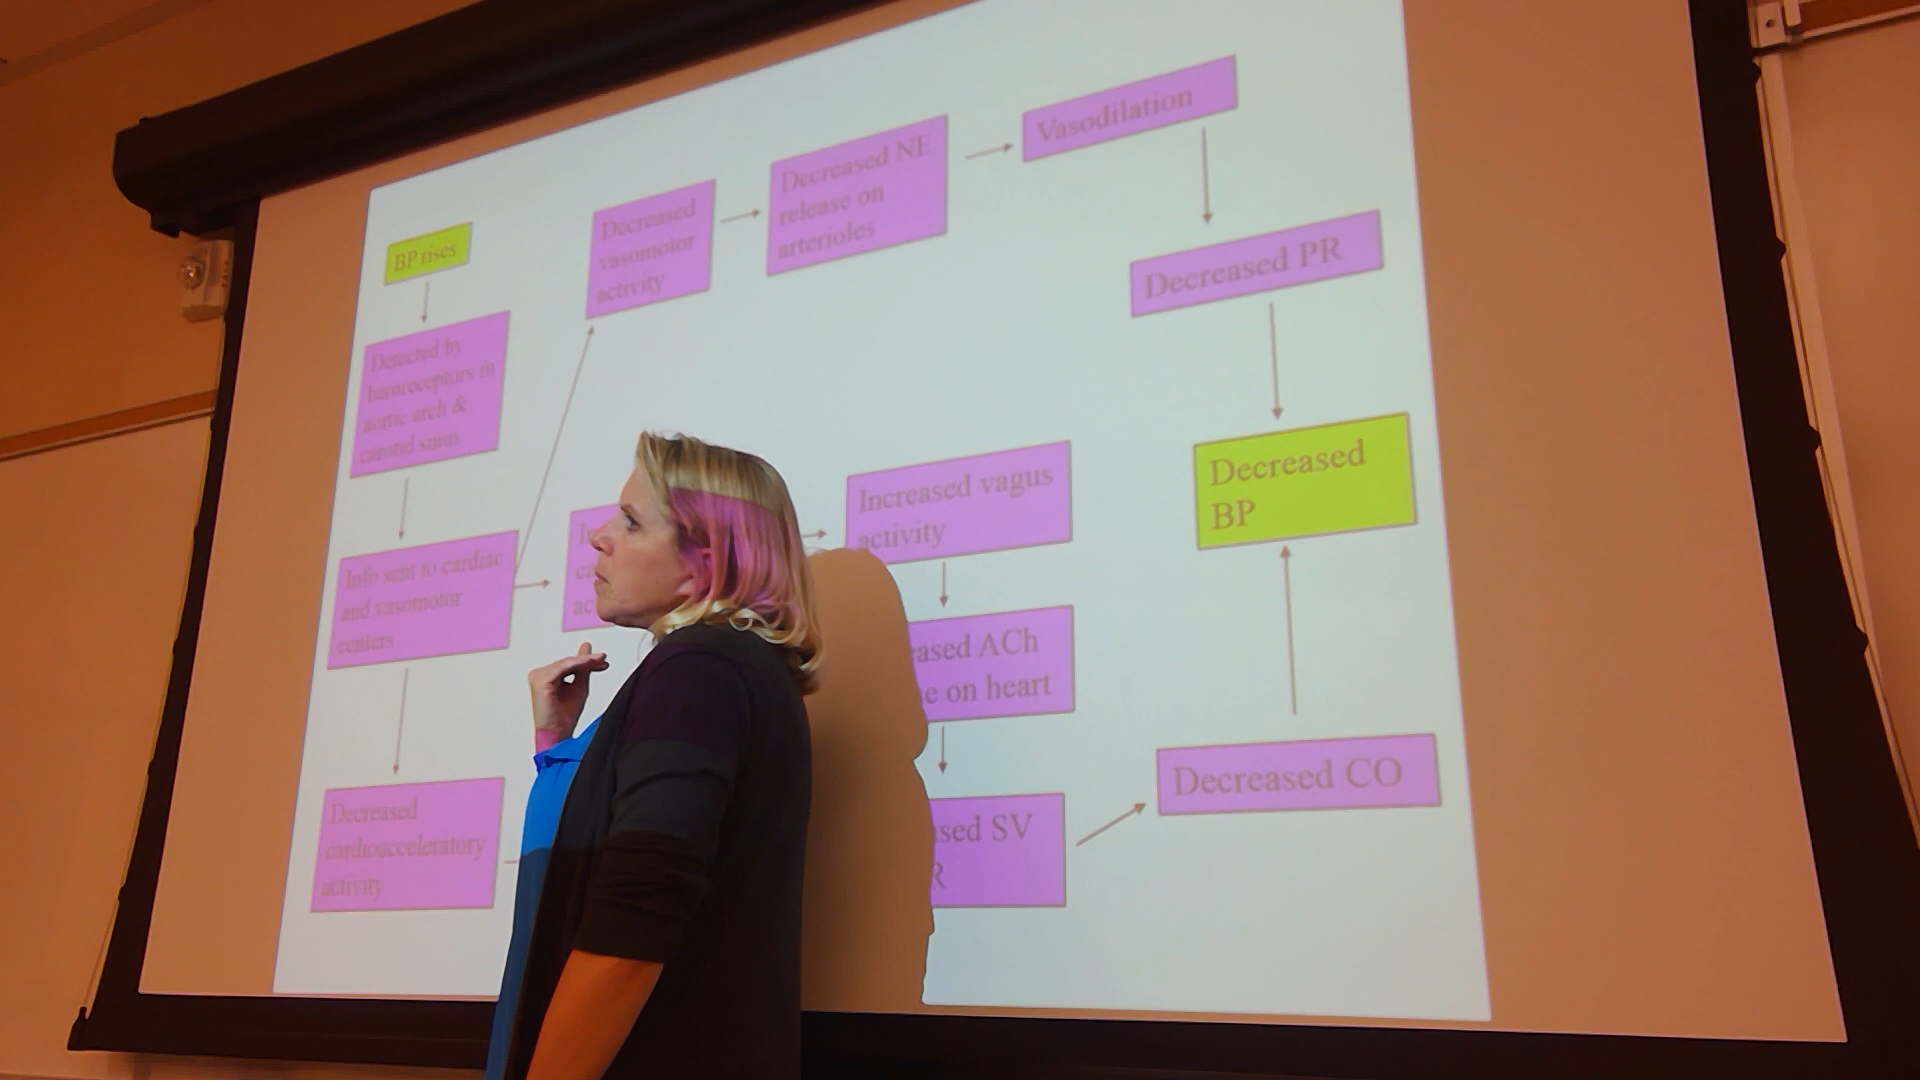 BP rises
Detected by
baroreceptors in
aortic arch &
carotid sinus
Info sent to cardiac
and vasomotor
centers
Decreased
cardioacceleratory
activity
Decreased
vasomotor
activity
Decreased NE
release on
arterioles
Vasodilation
Decreased PR
Decreased
BP
Increased vagus
activity
ACh
on heart
SV
Decreased CO